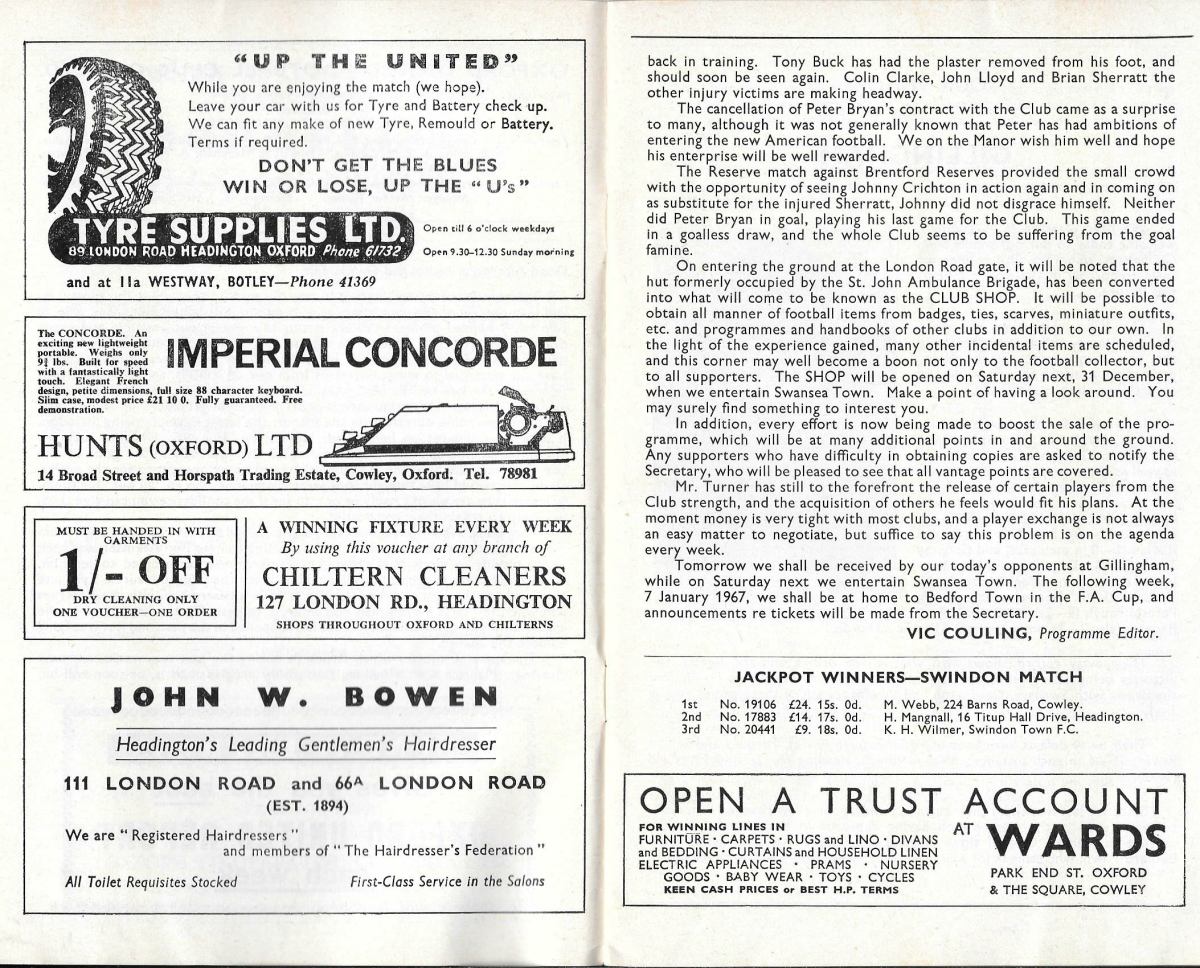 "UP THE UNITED"
While you are enjoying the match (we hope).
Leave your car with us for Tyre and Battery check up.
We can fit any make of new Tyre, Remould or Battery.
Terms if required.
DON'T GET THE BLUES
WIN OR LOSE, UP THE "U's"
TYRE SUPPLIES LTD.
89 LONDON ROAD HEADINGTON OXFORD Phone 61732
Open till 6 o'clock weekdays
Open 9.30–12.30 Sunday morning
and at 11a WESTWAY, BOTLEY—Phone 41369
The CONCORDE. An
exciting new lightweight
portable. Weighs only
9¾ lbs. Built for speed
with a fantastically light
touch. Elegant French
design, petite dimensions, full size 88 character keyboard.
Slim case, modest price £21 10 0. Fully guaranteed. Free
demonstration.
IMPERIAL CONCORDE
HUNTS (OXFORD) LTD
14 Broad Street and Horspath Trading Estate, Cowley, Oxford. Tel. 78981
MUST BE HANDED IN WITH
GARMENTS
1/- OFF
DRY CLEANING ONLY
ONE VOUCHER—ONE ORDER
A WINNING FIXTURE EVERY WEEK
By using this voucher at any branch of
CHILTERN CLEANERS
127 LONDON RD., HEADINGTON
SHOPS THROUGHOUT OXFORD AND CHILTERNS
JOHN W. BOWEN
Headington's Leading Gentlemen's Hairdresser
111 LONDON ROAD and 66A LONDON ROAD
(EST. 1894)
We are "Registered Hairdressers"
and members of "The Hairdresser's Federation"
All Toilet Requisites Stocked First-Class Service in the Salons
back in training. Tony Buck has had the plaster removed from his foot, and
should soon be seen again. Colin Clarke, John Lloyd and Brian Sherratt the
other injury victims are making headway.
The cancellation of Peter Bryan's contract with the Club came as a surprise
to many, although it was not generally known that Peter has had ambitions of
entering the new American football. We on the Manor wish him well and hope
his enterprise will be well rewarded.
The Reserve match against Brentford Reserves provided the small crowd
with the opportunity of seeing Johnny Crichton in action again and in coming on
as substitute for the injured Sherratt, Johnny did not disgrace himself. Neither
did Peter Bryan in goal, playing his last game for the Club. This game ended
in a goalless draw, and the whole Club seems to be suffering from the goal
famine.
On entering the ground at the London Road gate, it will be noted that the
hut formerly occupied by the St. John Ambulance Brigade, has been converted
into what will come to be known as the CLUB SHOP. It will be possible to
obtain all manner of football items from badges, ties, scarves, miniature outfits,
etc. and programmes and handbooks of other clubs in addition to our own. In
the light of the experience gained, many other incidental items are scheduled,
and this corner may well become a boon not only to the football collector, but
to all supporters. The SHOP will be opened on Saturday next, 31 December,
when we entertain Swansea Town. Make a point of having a look around. You
may surely find something to interest you.
In addition, every effort is now being made to boost the sale of the pro-
gramme, which will be at many additional points in and around the ground.
Any supporters who have difficulty in obtaining copies are asked to notify the
Secretary, who will be pleased to see that all vantage points are covered.
Mr. Turner has still to the forefront the release of certain players from the
Club strength, and the acquisition of others he feels would fit his plans. At the
moment money is very tight with most clubs, and a player exchange is not always
an easy matter to negotiate, but suffice to say this problem is on the agenda
every week.
Tomorrow we shall be received by our today's opponents at Gillingham,
while on Saturday next we entertain Swansea Town. The following week,
7 January 1967, we shall be at home to Bedford Town in the F.A. Cup, and
announcements re tickets will be made from the Secretary.
VIC COULING, Programme Editor.
JACKPOT WINNERS—SWINDON MATCH
1st No. 19106 £24. 15s. 0d. M. Webb, 224 Barns Road, Cowley.
2nd No. 17883 £14. 17s. 0d. H. Mangnall, 16 Titup Hall Drive, Headington.
3rd No. 20441 £9. 18s. 0d. K. H. Wilmer, Swindon Town F.C.
OPEN A TRUST ACCOUNT
FOR WINNING LINES IN
FURNITURE · CARPETS · RUGS and LINO · DIVANS
and BEDDING · CURTAINS and HOUSEHOLD LINEN
ELECTRIC APPLIANCES · PRAMS · NURSERY
GOODS · BABY WEAR · TOYS · CYCLES
KEEN CASH PRICES or BEST H.P. TERMS
AT WARDS
PARK END ST. OXFORD
& THE SQUARE, COWLEY